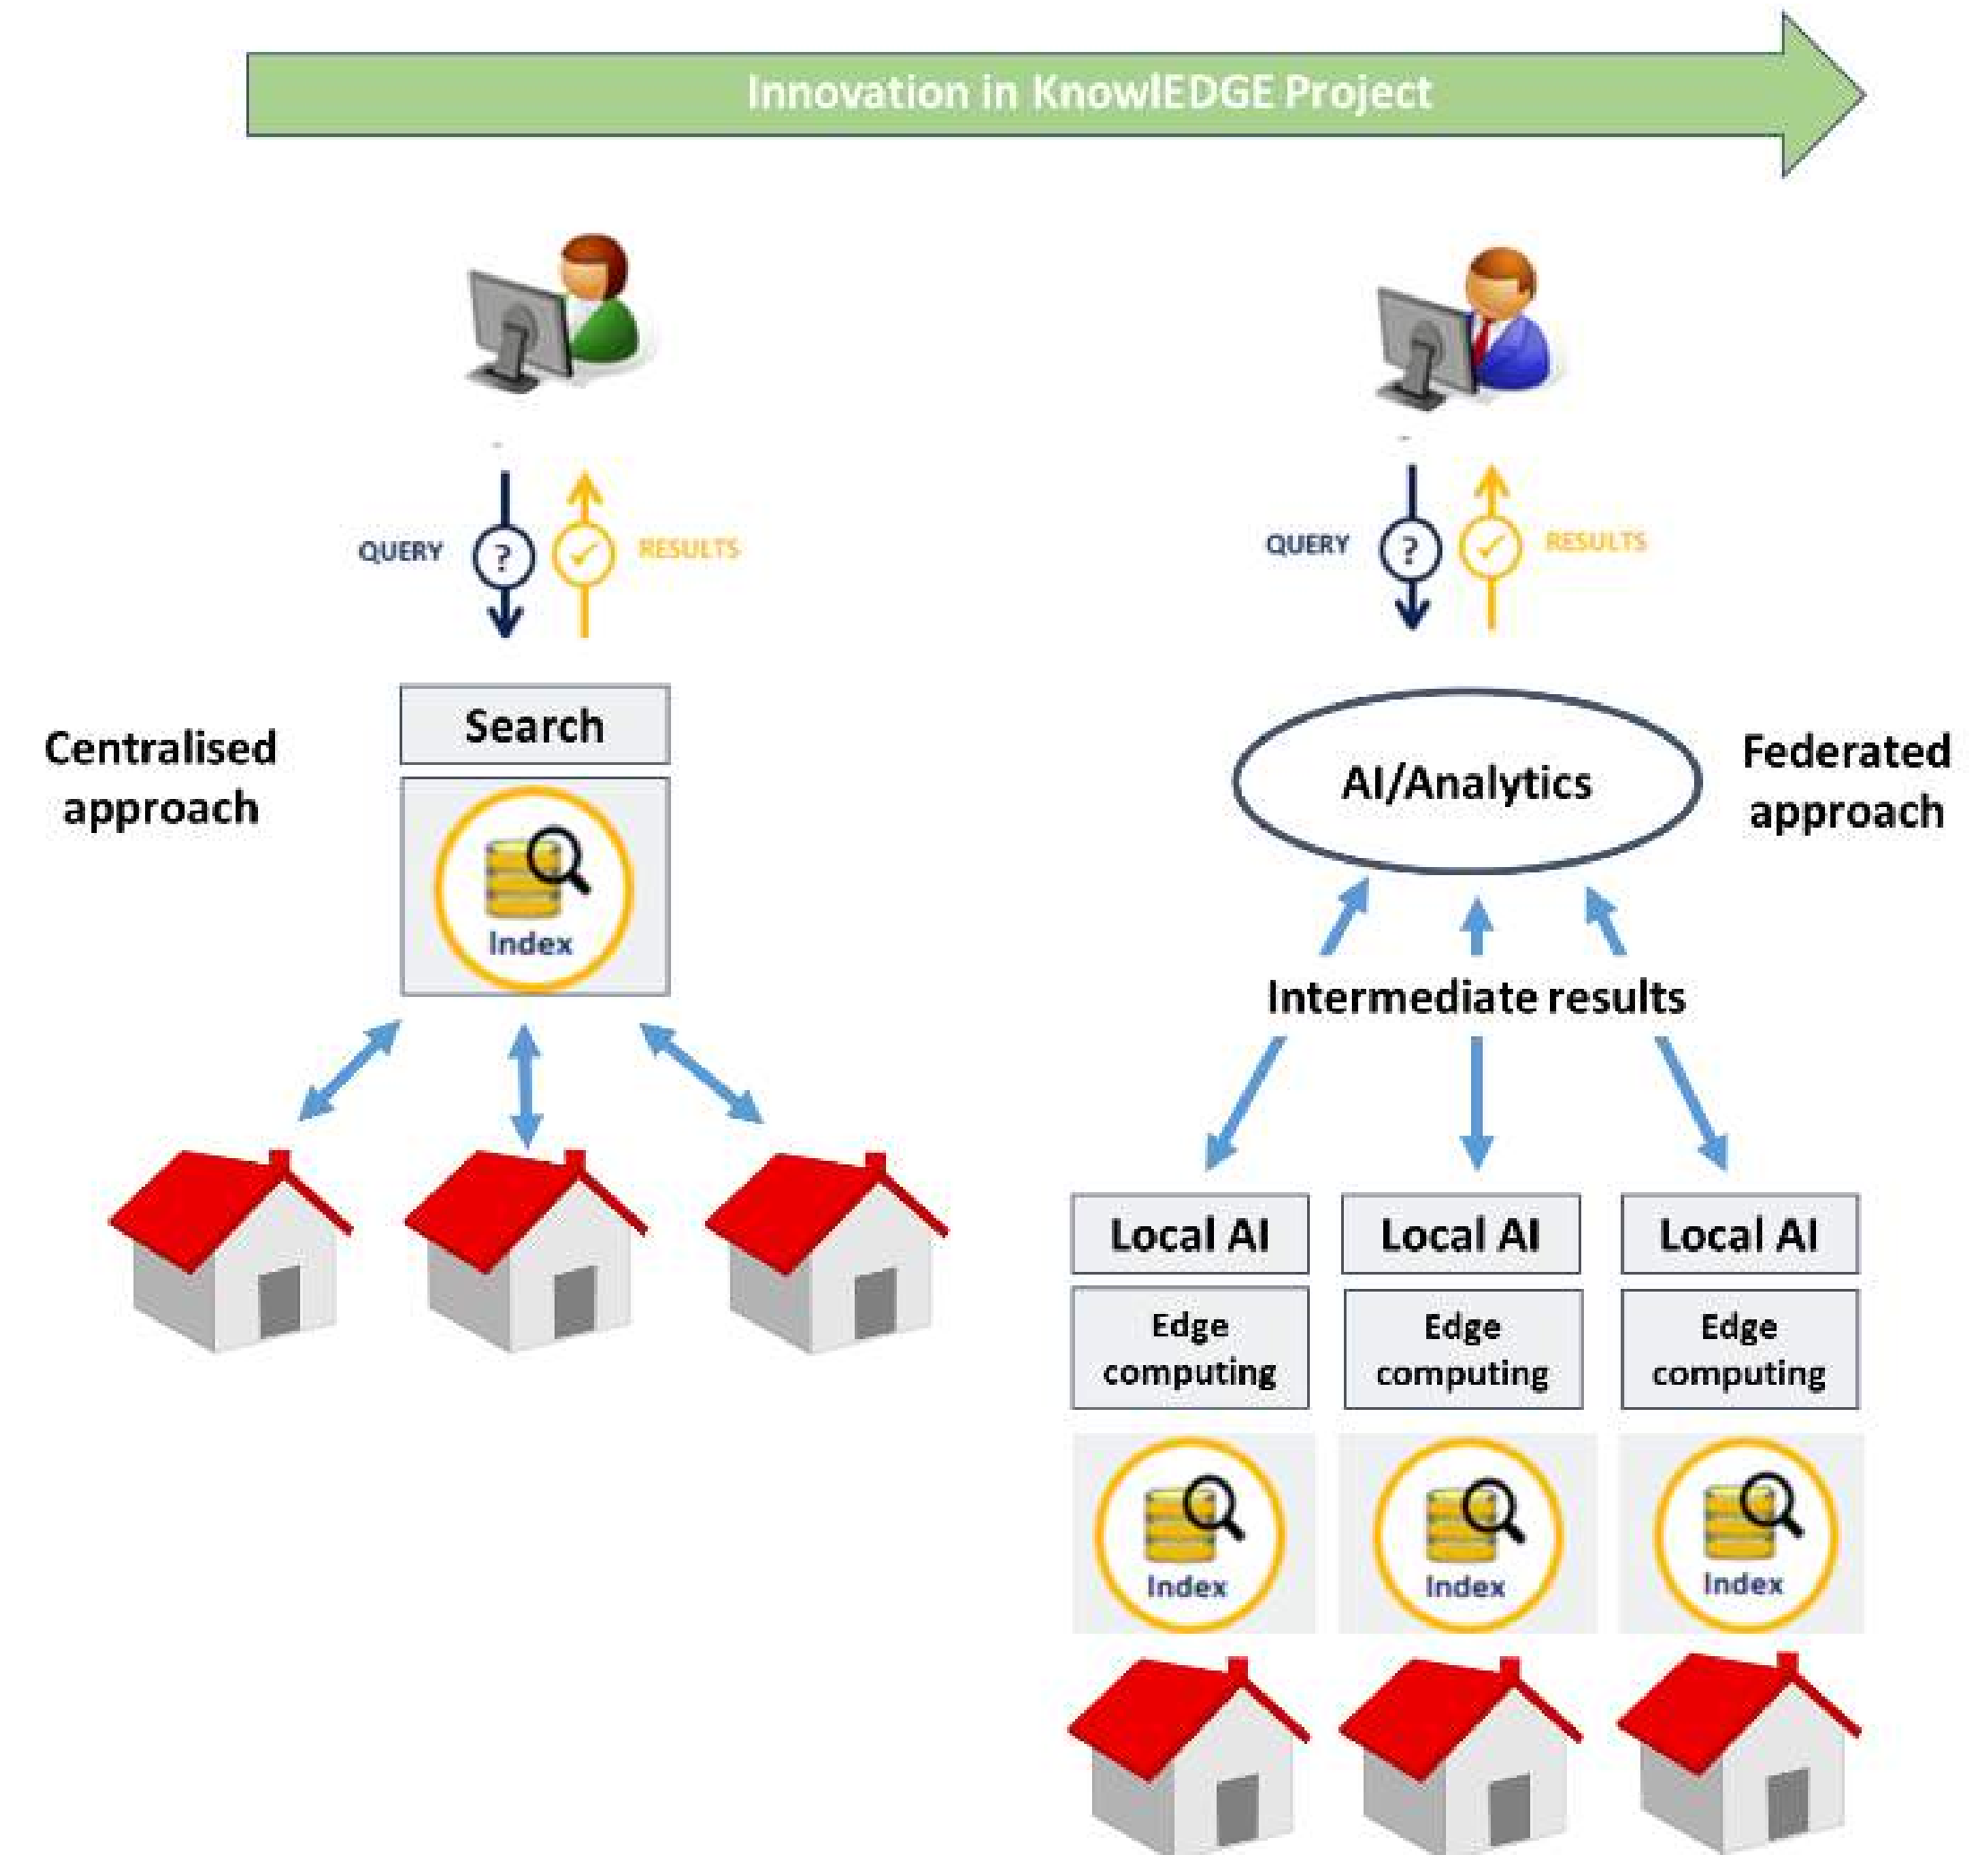 Innovation in KnowlEDGE Project
QUERY
?
RESULTS
Centralised
approach
Search
Index
QUERY
?
RESULTS
AI/Analytics
Federated
approach
Intermediate results
Local AI
Local AI
Local AI
Edge
computing
Edge
computing
Edge
computing
Index
Index
Index